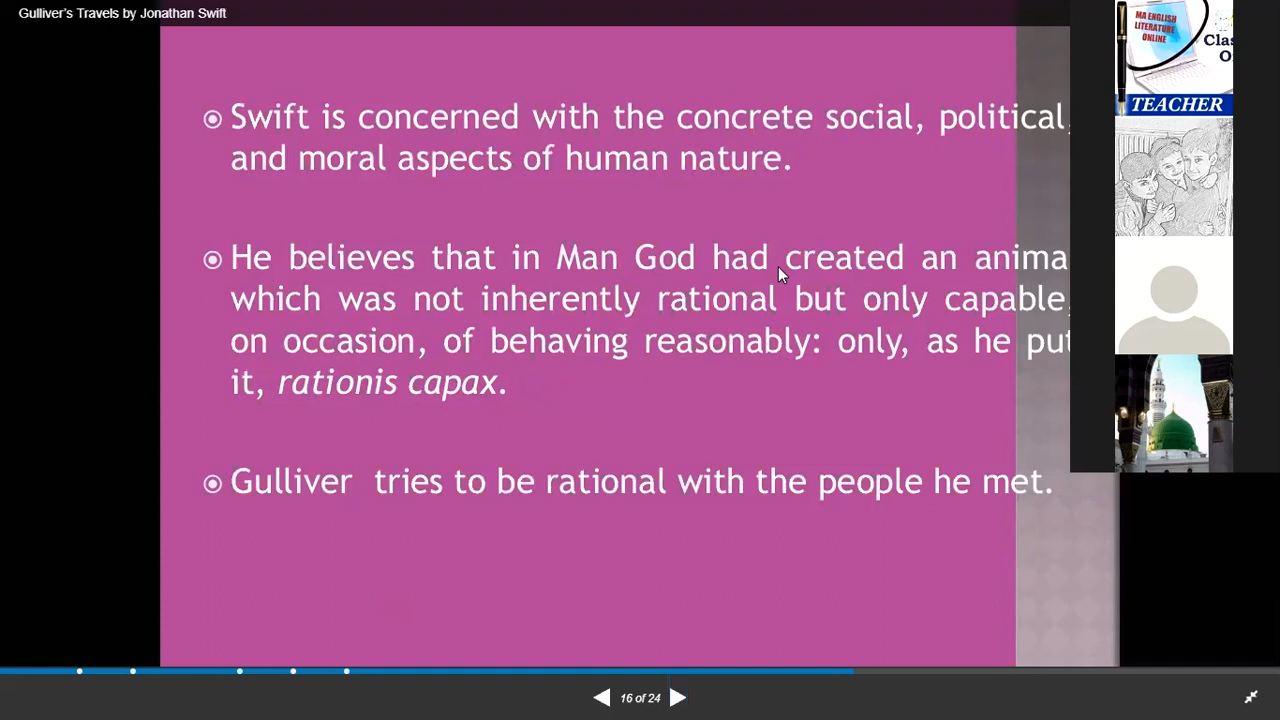 Gulliver's Travels by Jonathan Swift
Swift is concerned with the concrete social, political,
and moral aspects of human nature.
He believes that in Man God had created an anima
which was not inherently rational but only capable,
on occasion, of behaving reasonably: only, as he put
it, rationis capax.
Gulliver tries to be rational with the people he met.
MA ENGLISH
LITERATURE
ONLINE
Clas
O
TEACHER
16 of 24